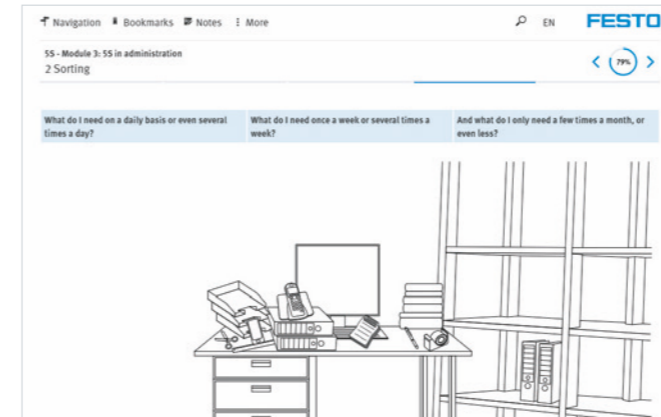 Navigation Bookmarks Notes More EN FESTO
5S - Module 3: 5S in administration
2 Sorting
79%
What do I need on a daily basis or even several
times a day?
What do I need once a week or several times a
week?
And what do I only need a few times a month, or
even less?